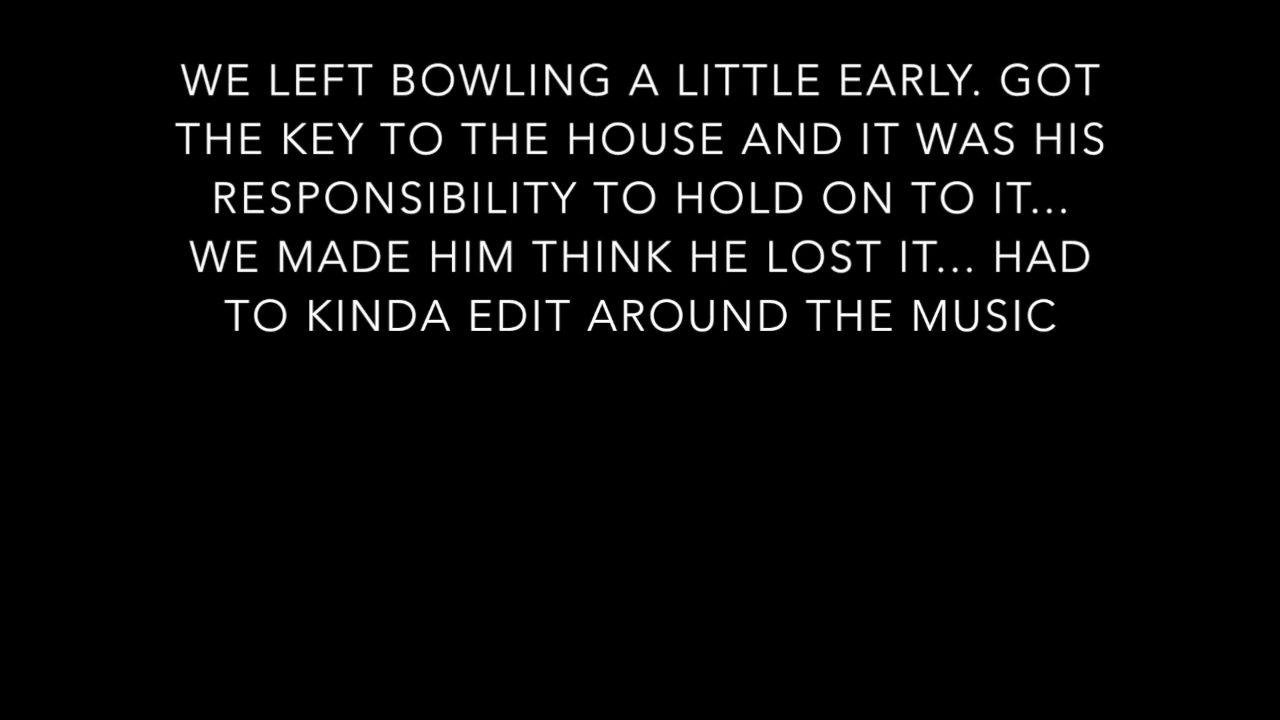 WE LEFT BOWLING A LITTLE EARLY. GOT
THE KEY TO THE HOUSE AND IT WAS HIS
RESPONSIBILITY TO HOLD ON TO IT...
WE MADE HIM THINK HE LOST IT... HAD
TO KINDA EDIT AROUND THE MUSIC